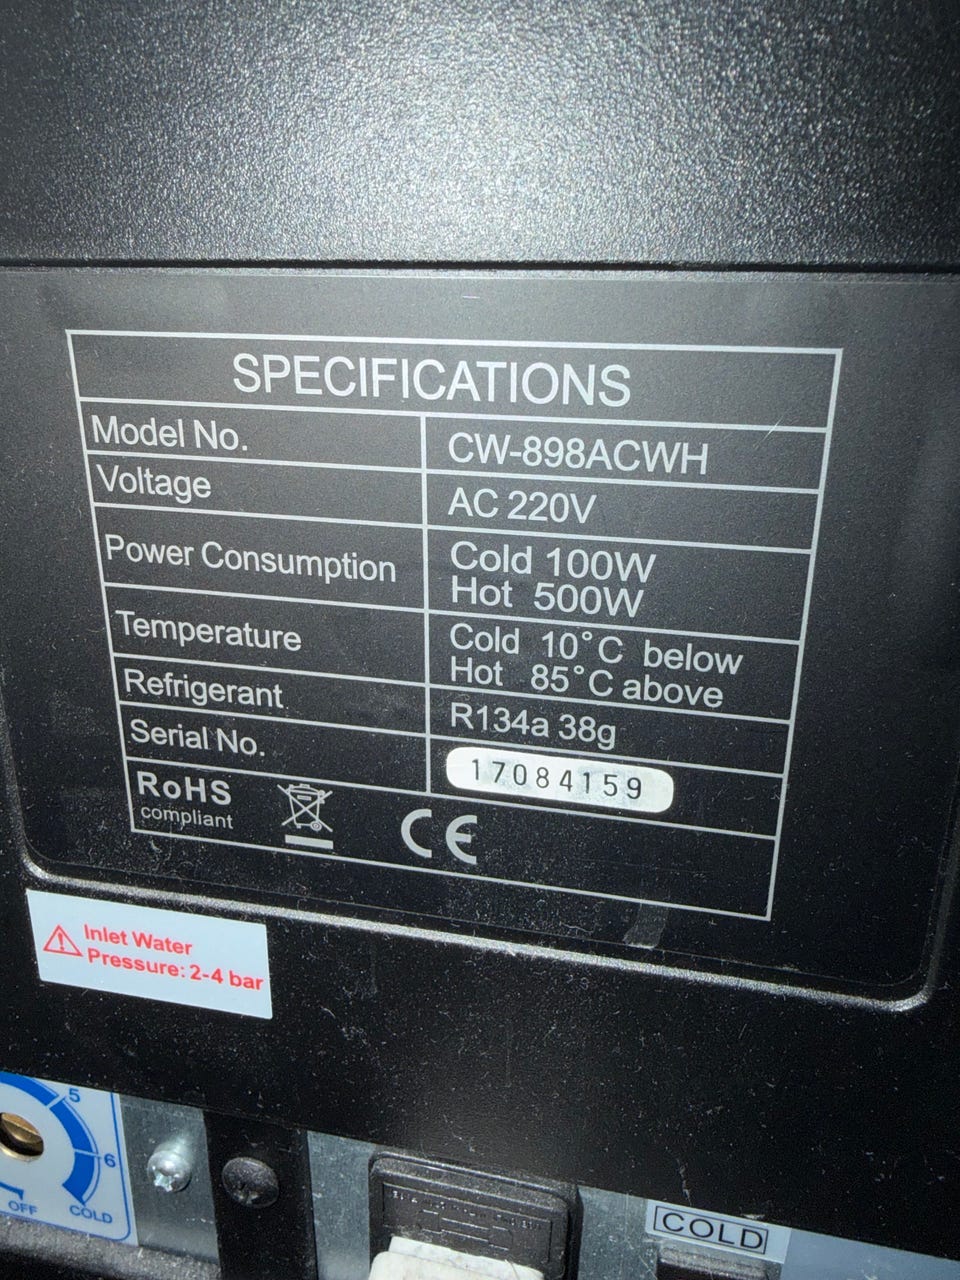 SPECIFICATIONS
Model No. CW-898ACWH
Voltage AC 220V
Power Consumption Cold 100W
Hot 500W
Temperature Cold 10°C below
Hot 85°C above
Refrigerant R134a 38g
Serial No. 17084159
RoHS
compliant
CE
Inlet Water
Pressure: 2-4 bar
5
6
OFF COLD
COLD